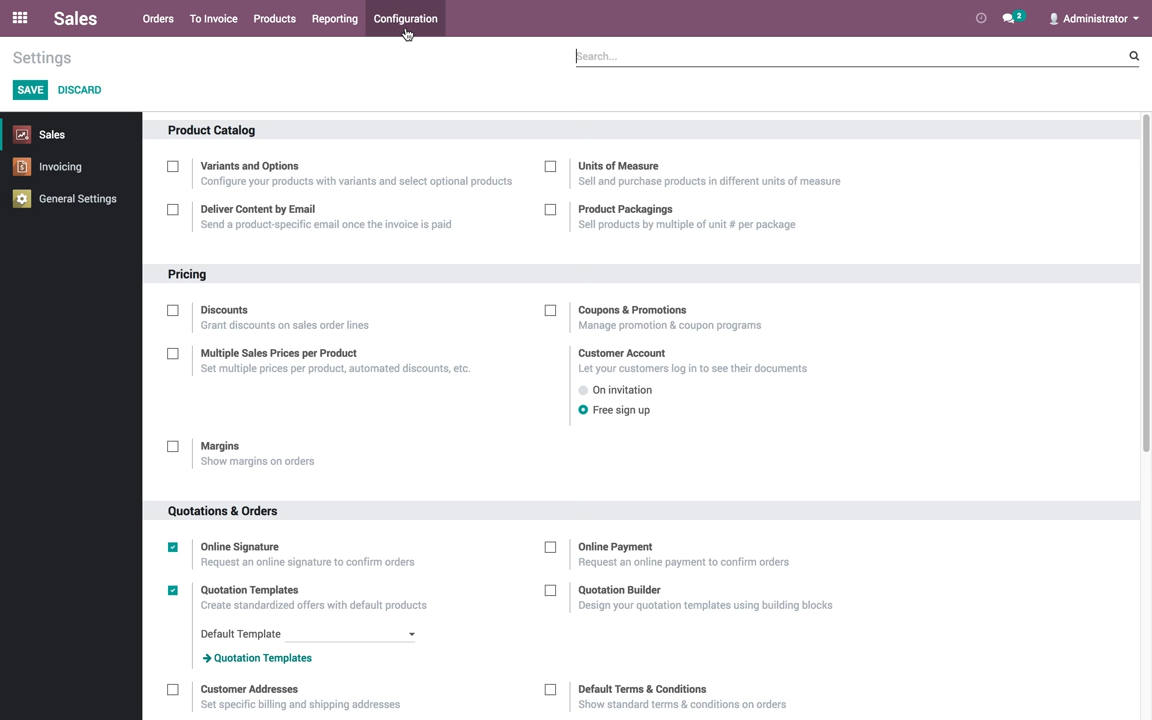 Sales Orders To Invoice Products Reporting Configuration 2 Administrator
Settings Search...
SAVE DISCARD
Sales
Invoicing
General Settings
Product Catalog
Variants and Options
Configure your products with variants and select optional products
Units of Measure
Sell and purchase products in different units of measure
Deliver Content by Email
Send a product-specific email once the invoice is paid
Product Packagings
Sell products by multiple of unit # per package
Pricing
Discounts
Grant discounts on sales order lines
Coupons & Promotions
Manage promotion & coupon programs
Multiple Sales Prices per Product
Set multiple prices per product, automated discounts, etc.
Customer Account
Let your customers log in to see their documents
On invitation
Free sign up
Margins
Show margins on orders
Quotations & Orders
Online Signature
Request an online signature to confirm orders
Online Payment
Request an online payment to confirm orders
Quotation Templates
Create standardized offers with default products
Default Template
Quotation Templates
Quotation Builder
Design your quotation templates using building blocks
Customer Addresses
Set specific billing and shipping addresses
Default Terms & Conditions
Show standard terms & conditions on orders